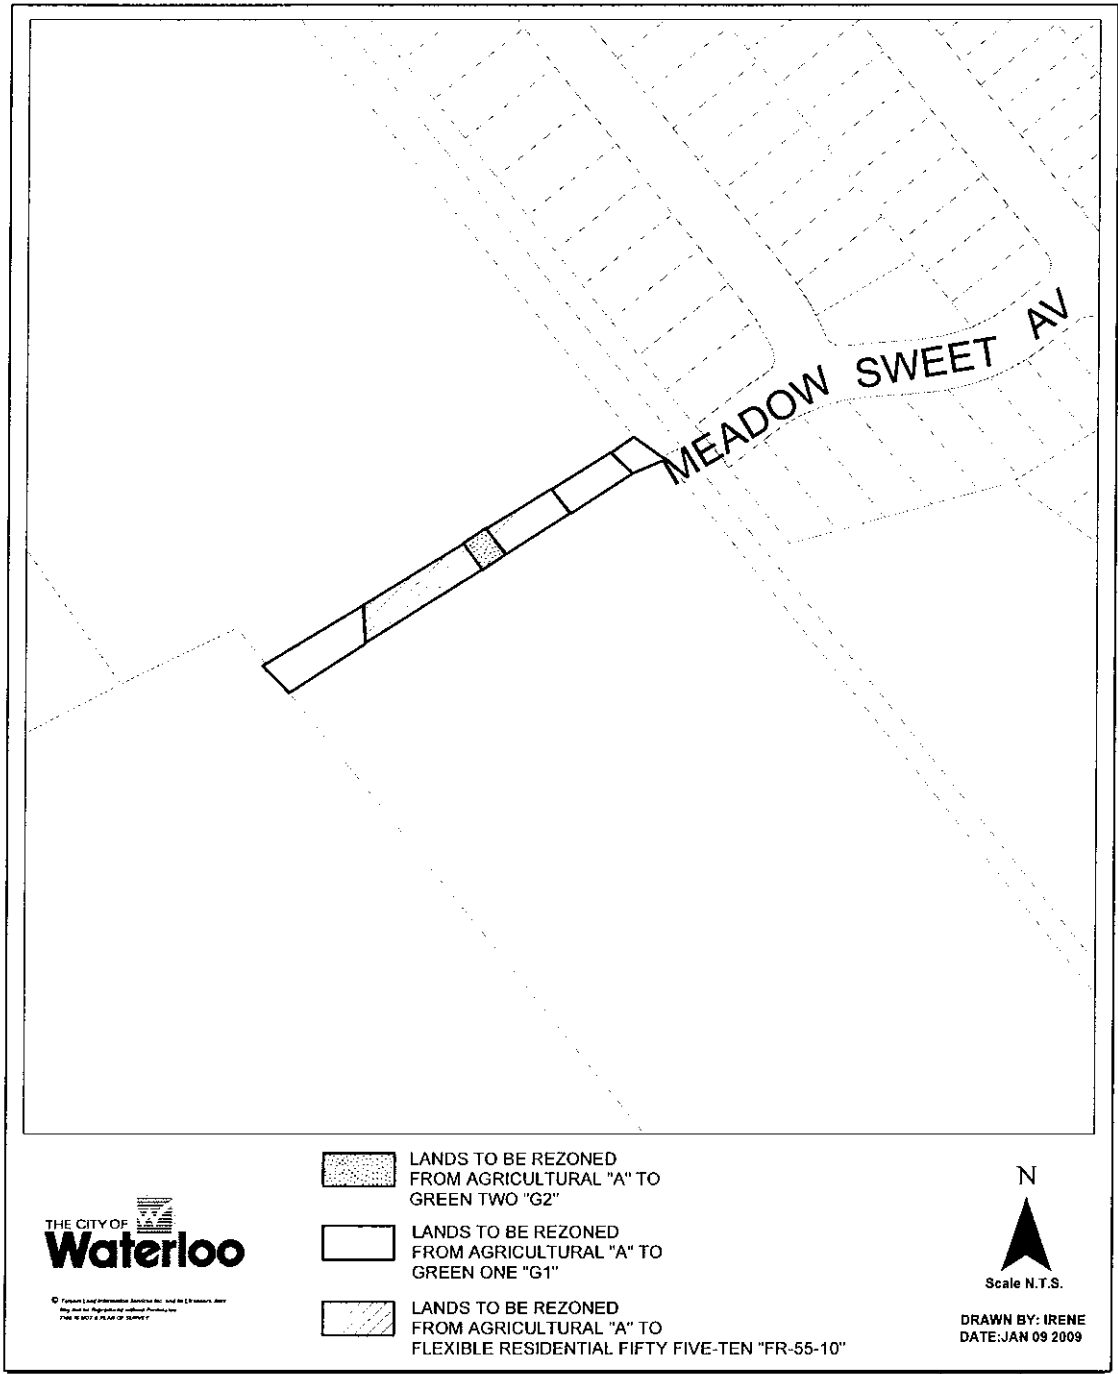 MEADOW SWEET AV
LANDS TO BE REZONED
FROM AGRICULTURAL "A" TO
GREEN TWO "G2"
LANDS TO BE REZONED
FROM AGRICULTURAL "A" TO
GREEN ONE "G1"
LANDS TO BE REZONED
FROM AGRICULTURAL "A" TO
FLEXIBLE RESIDENTIAL FIFTY FIVE-TEN "FR-55-10"
THE CITY OF
Waterloo
N
Scale N.T.S.
DRAWN BY: IRENE
DATE:JAN 09 2009